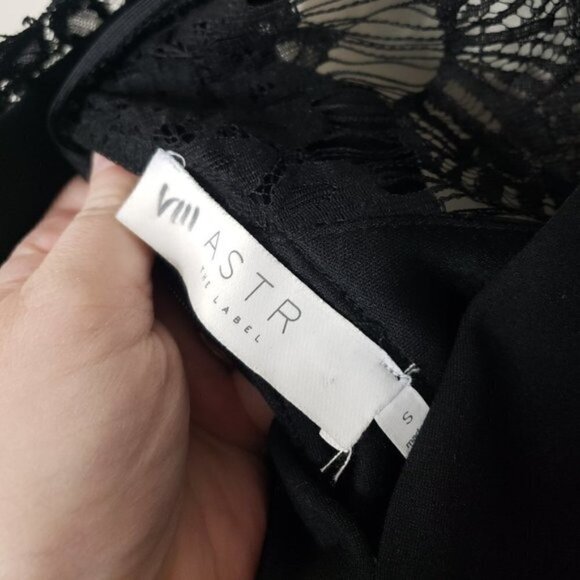 VIII
ASTR
THE LABEL
S